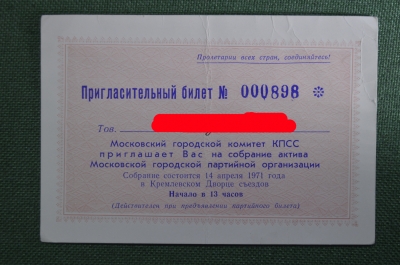 Пролетарии всех стран, соединяйтесь!
Пригласительный билет № 000898 *
Тов.
Московский городской комитет КПСС
приглашает Вас на собрание актива
Московской городской партийной организации
Собрание состоится 14 апреля 1971 года
в Кремлевском Дворце съездов
Начало в 13 часов
(Действителен при предъявлении партийного билета)